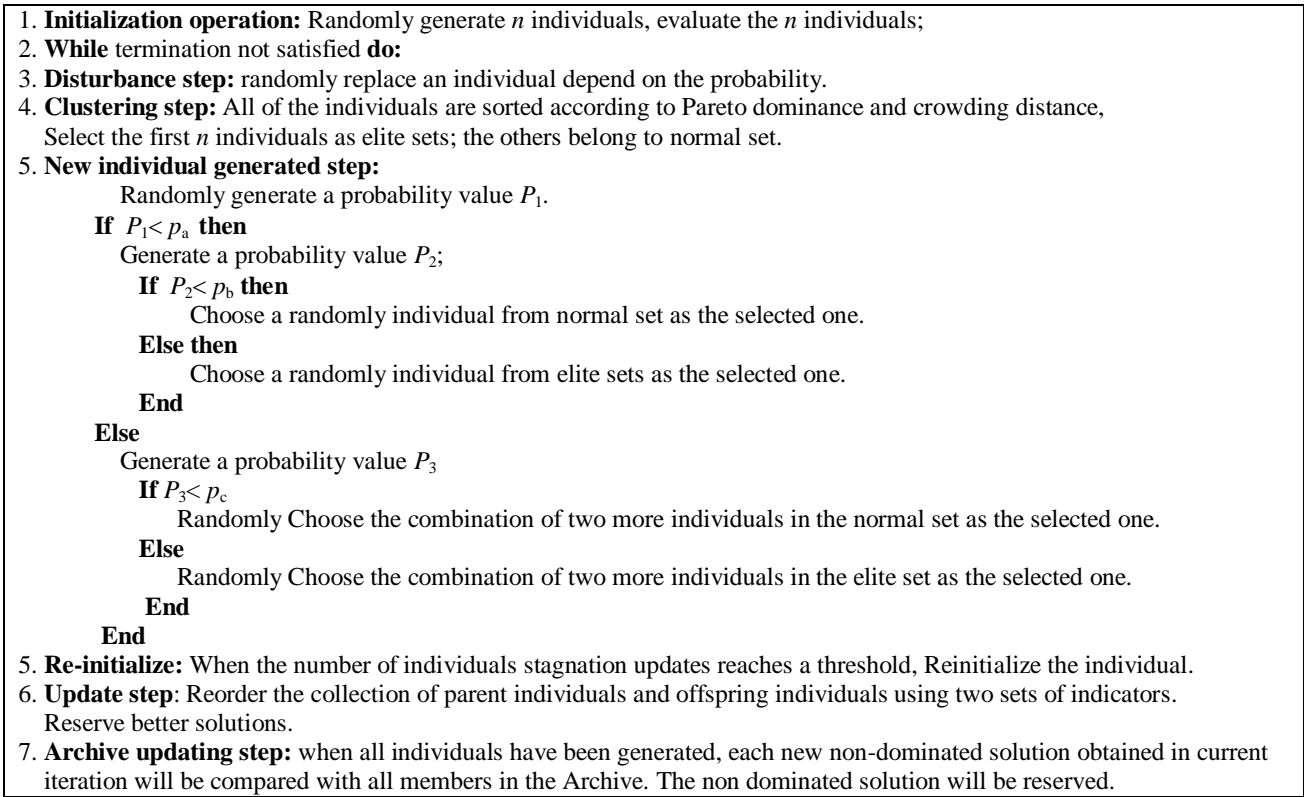 1. Initialization operation: Randomly generate n individuals, evaluate the n individuals;
2. While termination not satisfied do:
3. Disturbance step: randomly replace an individual depend on the probability.
4. Clustering step: All of the individuals are sorted according to Pareto dominance and crowding distance,
Select the first n individuals as elite sets; the others belong to normal set.
5. New individual generated step:
Randomly generate a probability value P1.
If P1< pa then
Generate a probability value P2;
If P2< pb then
Choose a randomly individual from normal set as the selected one.
Else then
Choose a randomly individual from elite sets as the selected one.
End
Else
Generate a probability value P3
If P3< pc
Randomly Choose the combination of two more individuals in the normal set as the selected one.
Else
Randomly Choose the combination of two more individuals in the elite set as the selected one.
End
End
5. Re-initialize: When the number of individuals stagnation updates reaches a threshold, Reinitialize the individual.
6. Update step: Reorder the collection of parent individuals and offspring individuals using two sets of indicators.
Reserve better solutions.
7. Archive updating step: when all individuals have been generated, each new non-dominated solution obtained in current
iteration will be compared with all members in the Archive. The non dominated solution will be reserved.